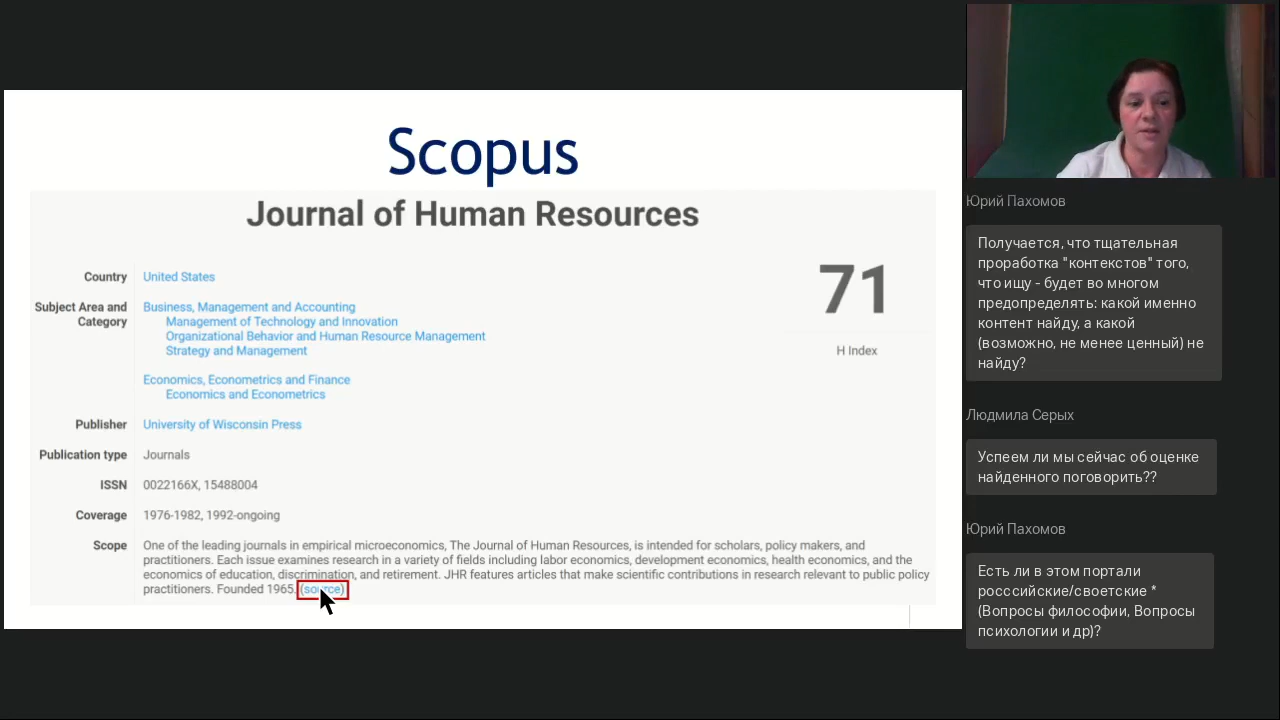 Scopus
Journal of Human Resources
Country United States
Subject Area and Category Business, Management and Accounting
Management of Technology and Innovation
Organizational Behavior and Human Resource Management
Strategy and Management
Economics, Econometrics and Finance
Economics and Econometrics
Publisher University of Wisconsin Press
Publication type Journals
ISSN 0022166X, 15488004
Coverage 1976-1982, 1992-ongoing
Scope One of the leading journals in empirical microeconomics, The Journal of Human Resources, is intended for scholars, policy makers, and
practitioners. Each issue examines research in a variety of fields including labor economics, development economics, health economics, and the
economics of education, discrimination, and retirement. JHR features articles that make scientific contributions in research relevant to public policy
practitioners. Founded 1965. (source)
71
H Index
Юрий Пахомов
Получается, что тщательная
проработка "контекстов" того,
что ищу - будет во многом
предопределять: какой именно
контент найду, а какой
(возможно, не менее ценный) не
найду?
Людмила Серых
Успеем ли мы сейчас об оценке
найденного поговорить??
Юрий Пахомов
Есть ли в этом портали
росссийские/своетские *
(Вопросы философии, Вопросы
психологии и др)?